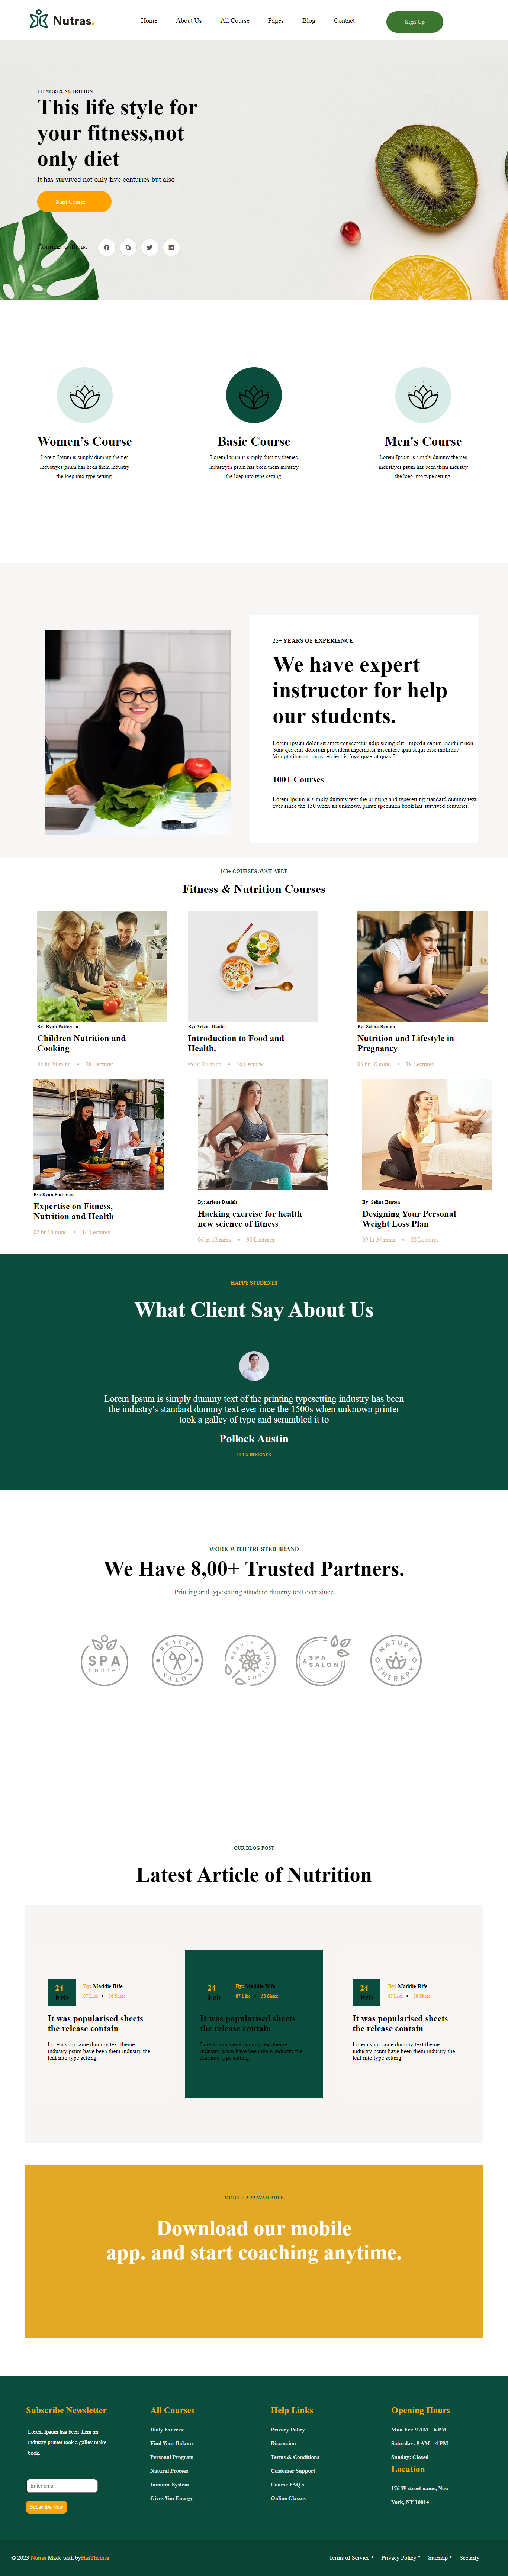 Nutras.
Home About Us All Course Pages Blog Contact Sign Up
FITNESS & NUTRITION
This life style for
your fitness,not
only diet
It has survived not only five centuries but also
Start Course
Connect with us:
Women's Course
Lorem Ipsum is simply dummy themes
industryes psum has been them industry
the loep into type setting.
Basic Course
Lorem Ipsum is simply dummy themes
industryes psum has been them industry
the loep into type setting.
Men's Course
Lorem Ipsum is simply dummy themes
industryes psum has been them industry
the loep into type setting.
25+ YEARS OF EXPERIENCE
We have expert
instructor for help
our students.
Lorem ipsum dolor sit amet consectetur adipisicing elit. Impedit earum incidunt non.
Sunt qui eius dolorum provident aspernatur inventore ipsa sequi esse mollitia?
Voluptatibus ut, quos reiciendis fuga quaerat quasi?
100+ Courses
Lorem Ipsum is simply dummy text the printing and typesetting standard dummy text
ever since the 150 when an unknown printe specimen book has survived centuries.
100+ COURSES AVAILABLE
Fitness & Nutrition Courses
By: Ryan Patterson
Children Nutrition and
Cooking
08 hr 20 mins • 28 Lectures
By: Arlene Daniels
Introduction to Food and
Health.
09 hr 25 mins • 16 Lectures
By: Selina Benton
Nutrition and Lifestyle in
Pregnancy
03 hr 38 mins • 18 Lectures
By: Ryan Patterson
Expertise on Fitness,
Nutrition and Health
02 hr 16 mins • 14 Lectures
By: Arlene Daniels
Hacking exercise for health
new science of fitness
06 hr 12 mins • 31 Lectures
By: Selina Benton
Designing Your Personal
Weight Loss Plan
09 hr 34 mins • 28 Lectures
HAPPY STUDENTS
What Client Say About Us
Lorem Ipsum is simply dummy text of the printing typesetting industry has been
the industry's standard dummy text ever ince the 1500s when unknown printer
took a galley of type and scrambled it to
Pollock Austin
UI/UX DESIGNER
WORK WITH TRUSTED BRAND
We Have 8,00+ Trusted Partners.
Printing and typesetting standard dummy text ever since
SPA
center
BEAUTY
SALON
Beauty
Boudoir
SPA
& SALON
NATURE
THERAPY
OUR BLOG POST
Latest Article of Nutrition
24
Feb
By: Maddie Rife
87 Like • 38 Share
It was popularised sheets
the release contain
Lorem sum same dummy text theme
industry psum have been them industry the
leaf into type setting.
24
Feb
By: Maddie Rife
87 Like • 38 Share
It was popularised sheets
the release contain
Lorem sum same dummy text theme
industry psum have been them industry the
leaf into type setting.
24
Feb
By: Maddie Rife
87 Like • 38 Share
It was popularised sheets
the release contain
Lorem sum same dummy text theme
industry psum have been them industry the
leaf into type setting.
MOBILE APP AVAILABLE
Download our mobile
app. and start coaching anytime.
Subscribe Newsletter
Lorem Ipsum has been them an
industry printer took a galley make
book.
Enter email
Subscribe Now
All Courses
Daily Exercise
Find Your Balance
Personal Program
Natural Process
Immune System
Gives You Energy
Help Links
Privacy Policy
Discussion
Terms & Conditions
Customer Support
Course FAQ's
Online Classes
Opening Hours
Mon-Fri: 9 AM – 6 PM
Saturday: 9 AM – 4 PM
Sunday: Closed
Location
176 W street name, New
York, NY 10014
© 2023 Nutras Made with by HasThemes
Terms of Service * Privacy Policy * Sitemap * Security